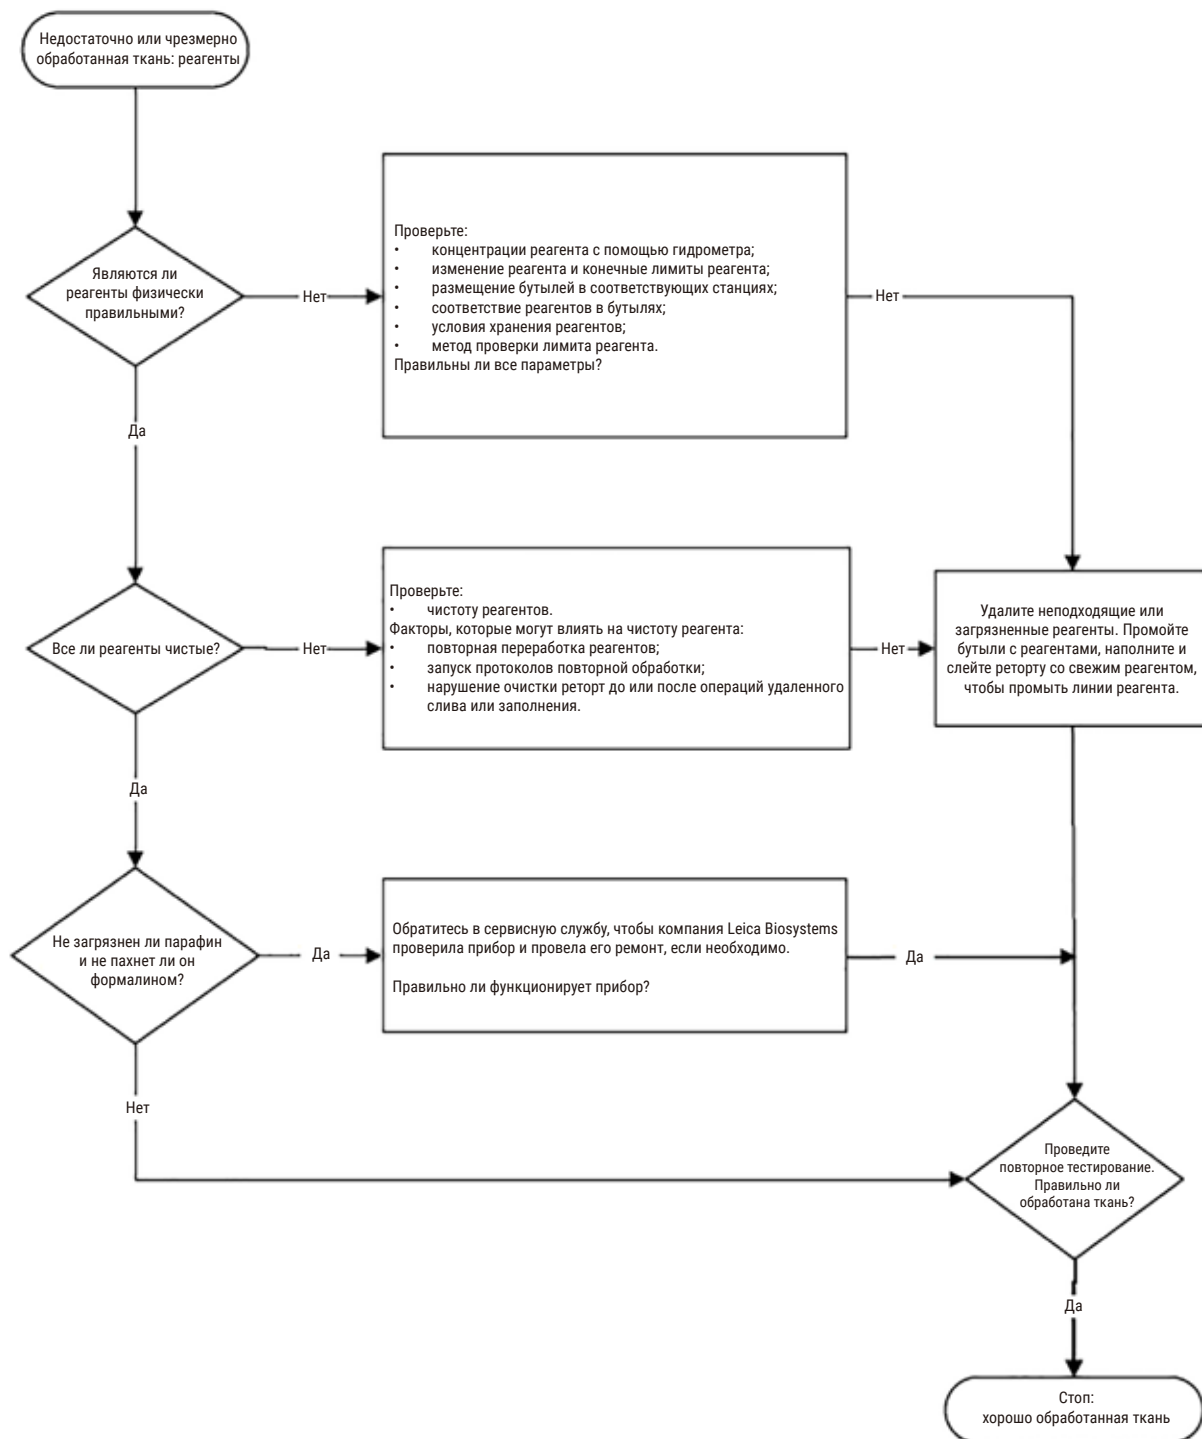 Недостаточно или чрезмерно
обработанная ткань: реагенты
Проверьте:
• концентрации реагента с помощью гидрометра;
• изменение реагента и конечные лимиты реагента;
• размещение бутылей в соответствующих станциях;
• соответствие реагентов в бутылях;
• условия хранения реагентов;
• метод проверки лимита реагента.
Правильны ли все параметры?
Являются ли
реагенты физически
правильными?
Нет
Нет
Да
Проверьте:
• чистоту реагентов.
Факторы, которые могут влиять на чистоту реагента:
• повторная переработка реагентов;
• запуск протоколов повторной обработки;
• нарушение очистки реторт до или после операций удаленного
слива или заполнения.
Все ли реагенты чистые?
Нет
Нет
Удалите неподходящие или
загрязненные реагенты. Промойте
бутыли с реагентами, наполните и
слейте реторту со свежим реагентом,
чтобы промыть линии реагента.
Да
Не загрязнен ли парафин
и не пахнет ли он
формалином?
Да
Обратитесь в сервисную службу, чтобы компания Leica Biosystems
проверила прибор и провела его ремонт, если необходимо.
Правильно ли функционирует прибор?
Да
Нет
Проведите
повторное тестирование.
Правильно ли
обработана ткань?
Да
Стоп:
хорошо обработанная ткань